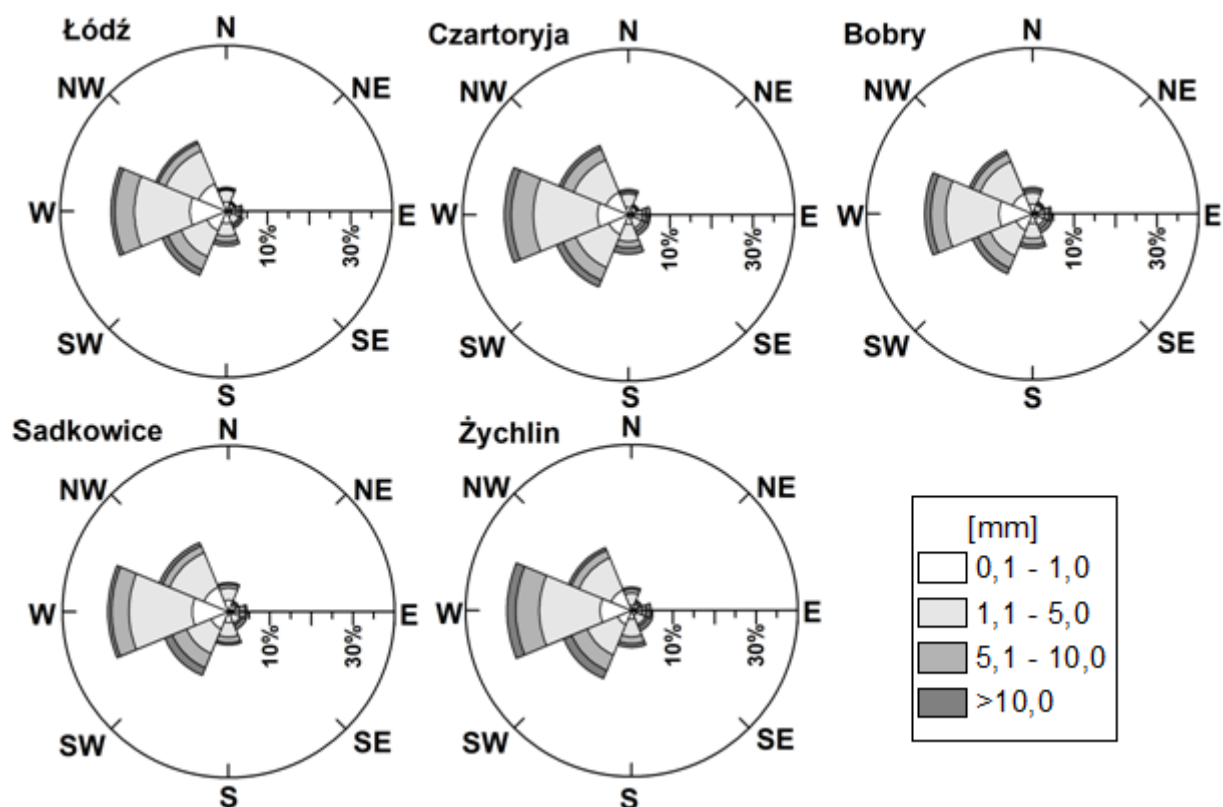 Łódź
N
NW
NE
W
E
10%
30%
SW
SE
S
Czartoryja
N
NW
NE
W
E
10%
30%
SW
SE
S
Bobry
N
NW
NE
W
E
10%
30%
SW
SE
S
Sadkowice
N
NW
NE
W
E
10%
30%
SW
SE
S
Żychlin
N
NW
NE
W
E
10%
30%
SW
SE
S
[mm]
0,1 - 1,0
1,1 - 5,0
5,1 - 10,0
>10,0